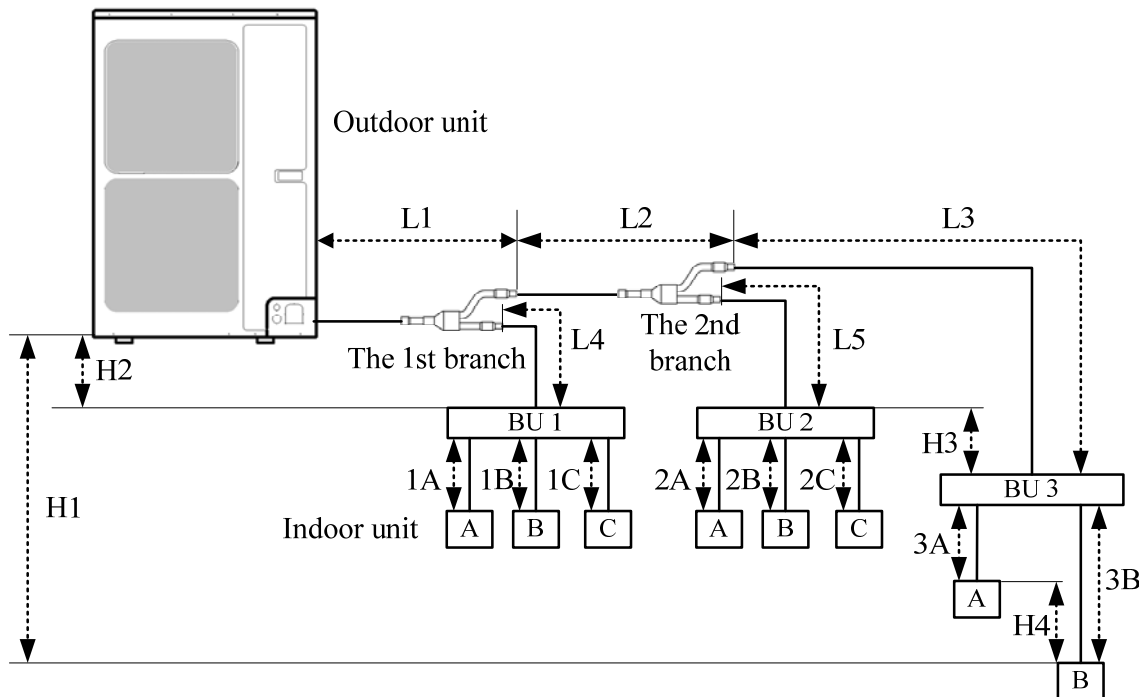 Outdoor unit
L1
L2
L3
The 1st branch
L4
The 2nd
branch
L5
H2
BU 1
BU 2
H3
H1
1A
1B
1C
2A
2B
2C
BU 3
Indoor unit
A
B
C
A
B
C
3A
3B
A
H4
B